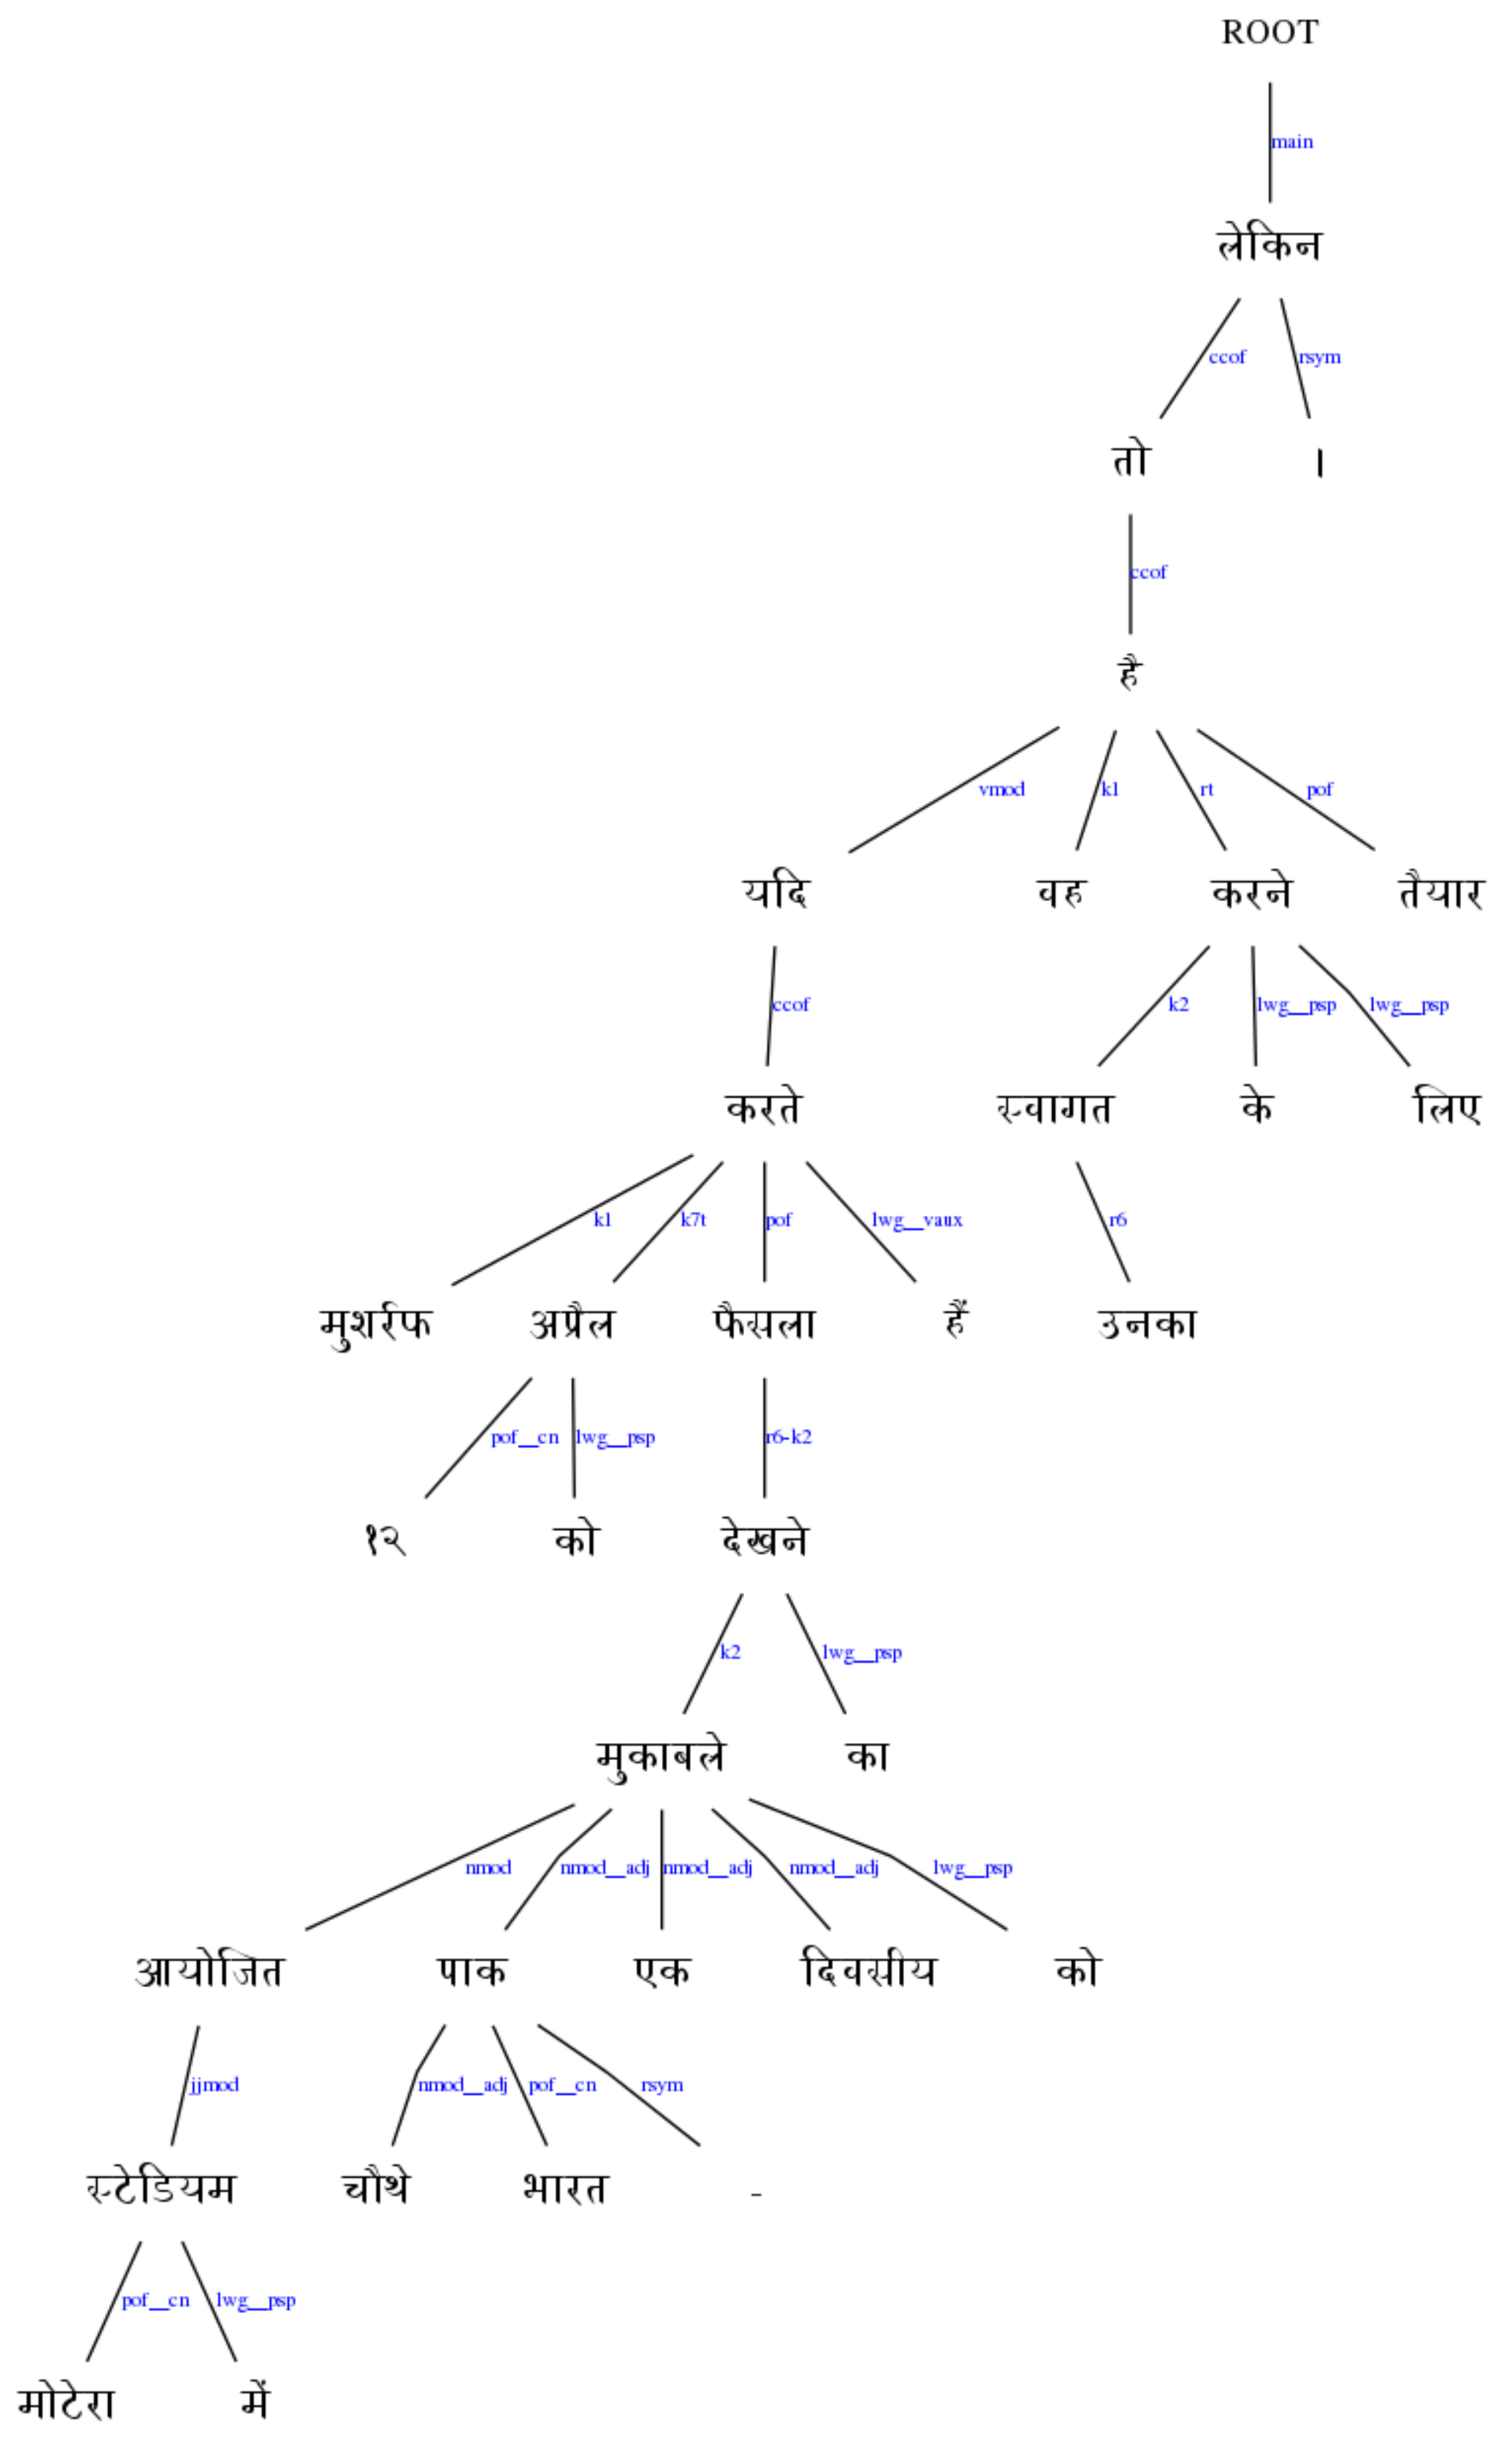 ROOT
main
लेकिन
ccof rsym
तो ।
ccof
है
vmod k1 rt pof
यदि वह करने तैयार
ccof k2 lwg__psp lwg__psp
करते स्वागत के लिए
k1 k7t pof lwg__vaux r6
मुशर्रफ अप्रैल फैसला हैं उनका
pof__cn lwg__psp r6-k2
१२ को देखने
k2 lwg__psp
मुकाबले का
nmod nmod__adj nmod__adj nmod__adj lwg__psp
आयोजित पाक एक दिवसीय को
jjmod nmod__adj pof__cn rsym
स्टेडियम चौथे भारत -
pof__cn lwg__psp
मोटेरा में